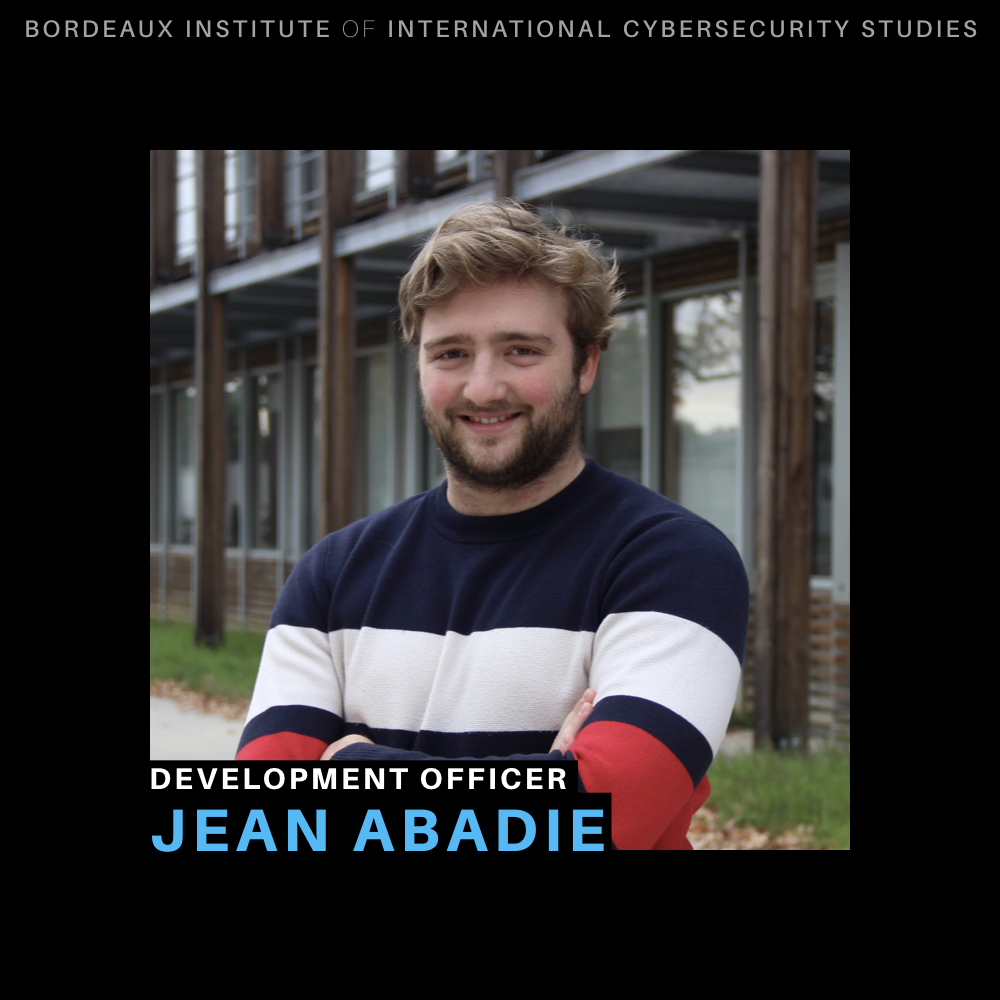 BORDEAUX INSTITUTE OF INTERNATIONAL CYBERSECURITY STUDIES
DEVELOPMENT OFFICER
JEAN ABADIE